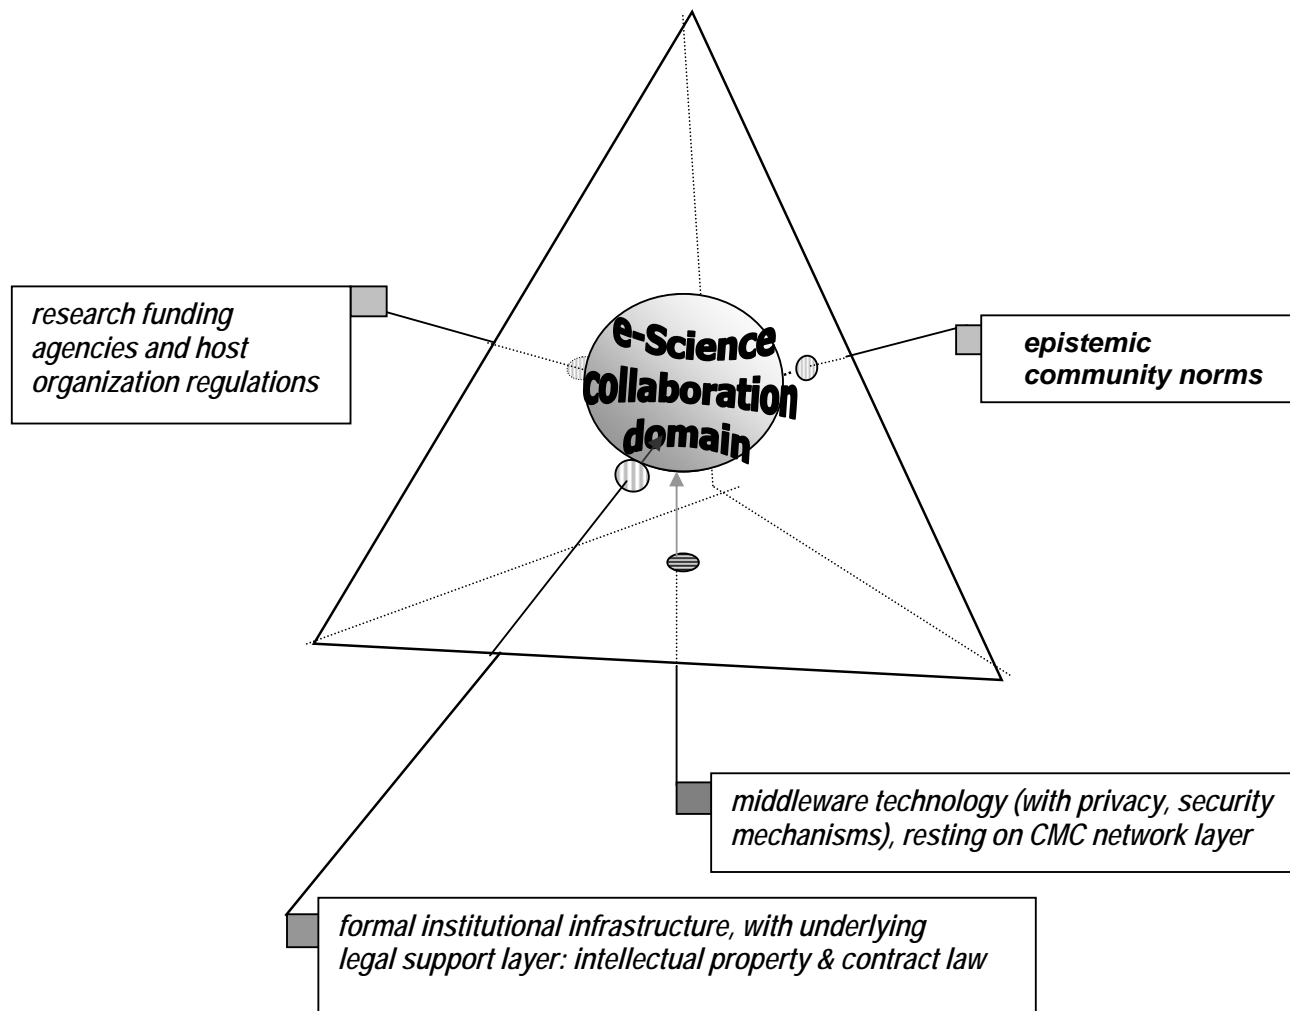 e-Science
collaboration
domain
research funding
agencies and host
organization regulations
epistemic
community norms
middleware technology (with privacy, security
mechanisms), resting on CMC network layer
formal institutional infrastructure, with underlying
legal support layer: intellectual property & contract law